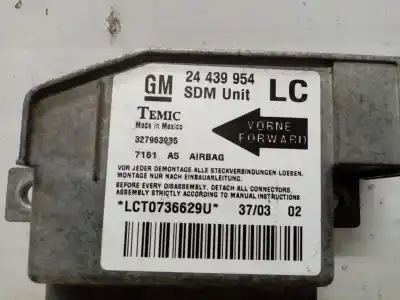 GM 24 439 954 LC
SDM Unit
TEMIC
Made in Mexico
327963935
VORNE
FORWARD
7151 A5 AIRBAG
VOR JEDER DEMONTAGE ALLE STECKVERBINDUNGEN LOESEN.
MONTAGE NUR NACH EINBAUANLEITUNG.
BEFORE EVERY DISASSEMBLY, DETACH ALL CONNECTORS.
ASSEMBLY STRICTLY ACCORDING TO MANUAL INSTRUCTIONS
*LCT0736629U* 37/03 02